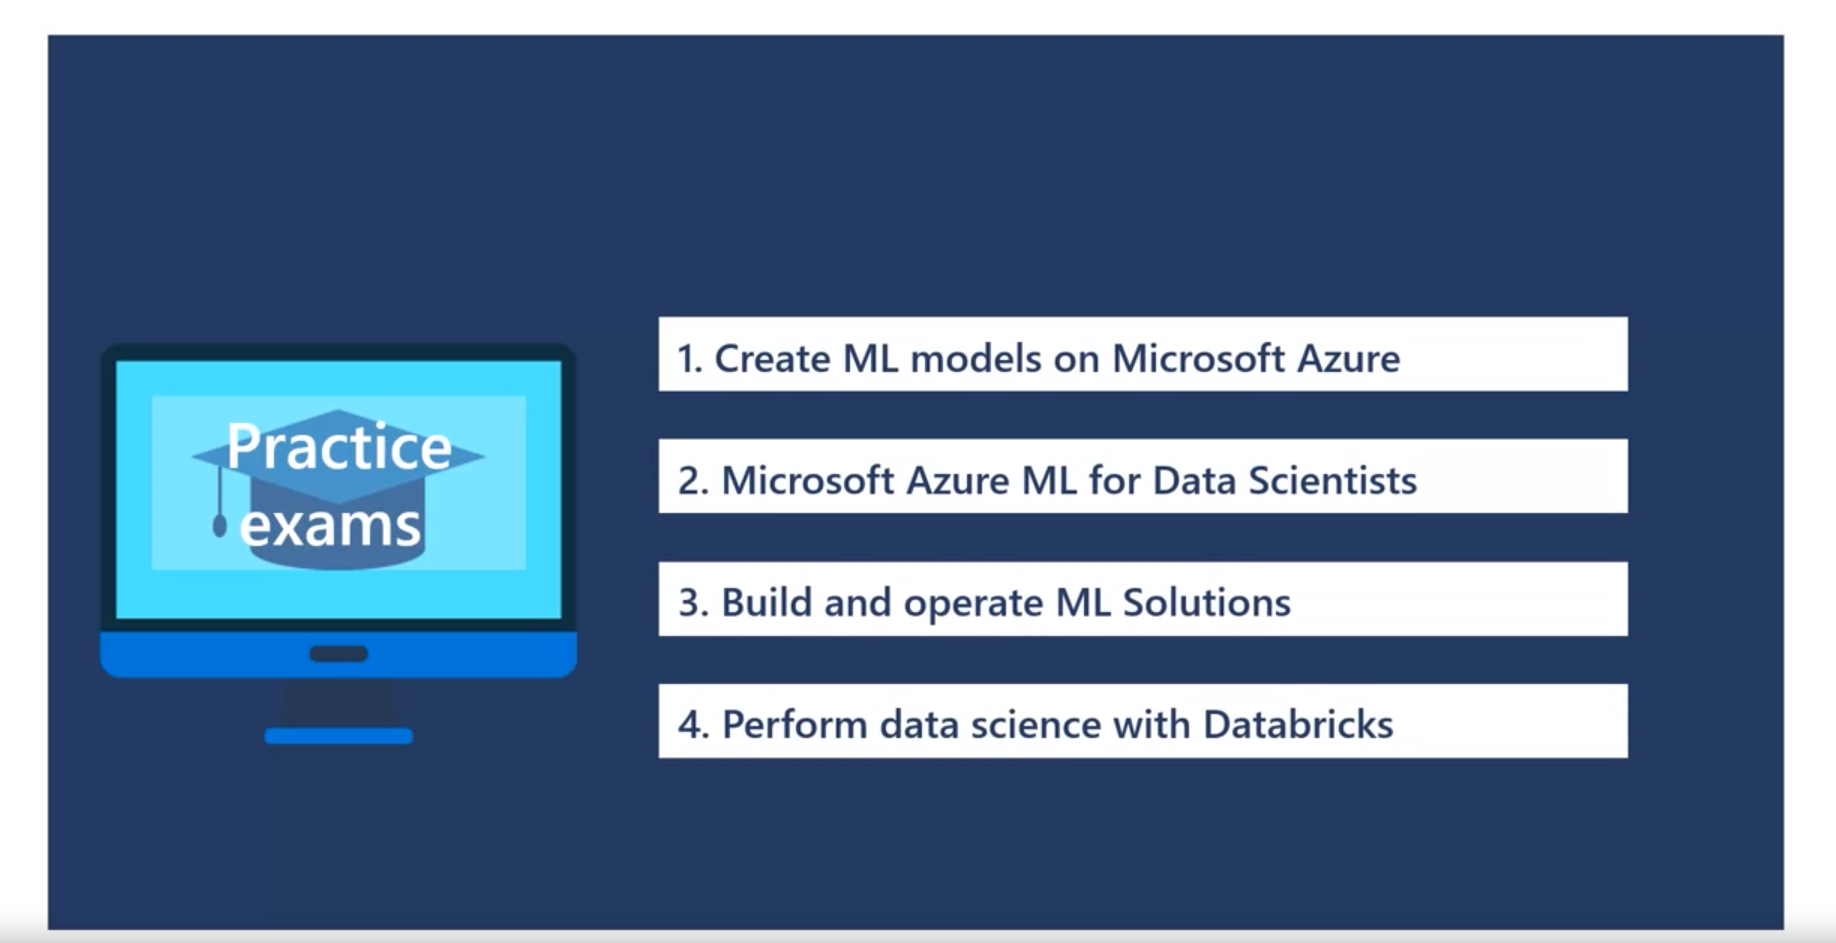 Practice
exams
1. Create ML models on Microsoft Azure
2. Microsoft Azure ML for Data Scientists
3. Build and operate ML Solutions
4. Perform data science with Databricks